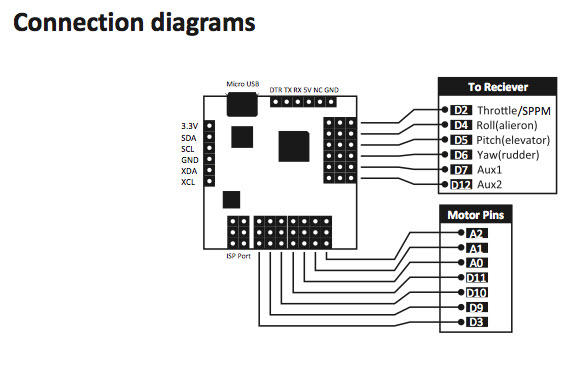 Connection diagrams
Micro USB
DTR TX RX 5V NC GND
3.3V
SDA
SCL
GND
XDA
XCL
ISP Port
To Reciever
D2 Throttle/SPPM
D4 Roll(alieron)
D5 Pitch(elevator)
D6 Yaw(rudder)
D7 Aux1
D12 Aux2
Motor Pins
A2
A1
A0
D11
D10
D9
D3